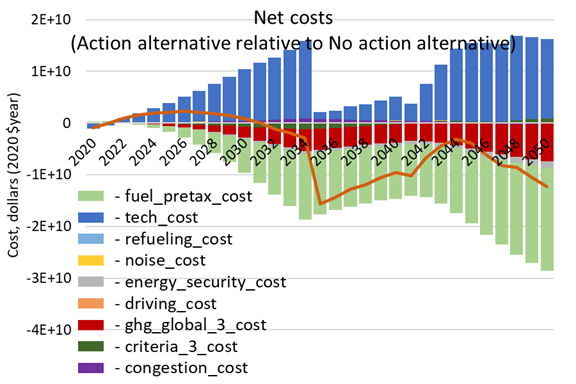 Net costs
(Action alternative relative to No action alternative)
2E+10
1E+10
0
-1E+10
-2E+10
-3E+10
-4E+10
Cost, dollars (2020 $year)
2020
2022
2024
2026
2028
2030
2032
2034
2036
2038
2040
2042
2044
2046
2048
2050
- fuel_pretax_cost
- tech_cost
- refueling_cost
- noise_cost
- energy_security_cost
- driving_cost
- ghg_global_3_cost
- criteria_3_cost
- congestion_cost